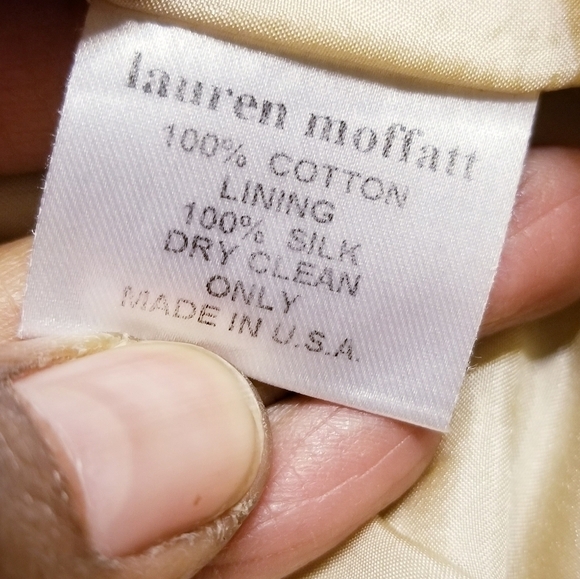 lauren moffatt
100% COTTON
LINING
100% SILK
DRY CLEAN
ONLY
MADE IN U.S.A.